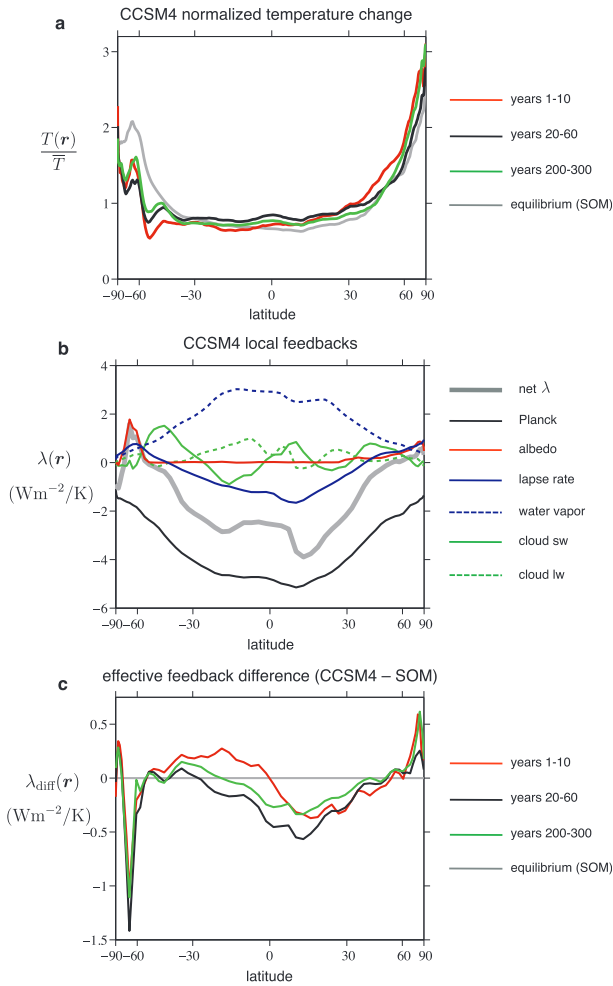 CCSM4 normalized temperature change
a
3
2
1
0
T(r)
T̅
−90 −60 −30 0 30 60 90
latitude
years 1-10
years 20-60
years 200-300
equilibrium (SOM)
b
CCSM4 local feedbacks
4
2
0
−2
−4
−6
λ(r)
(Wm⁻²/K)
−90 −60 −30 0 30 60 90
latitude
net λ
Planck
albedo
lapse rate
water vapor
cloud sw
cloud lw
c
effective feedback difference (CCSM4 – SOM)
0.5
0
−0.5
−1
−1.5
λdiff(r)
(Wm⁻²/K)
−90 −60 −30 0 30 60 90
latitude
years 1-10
years 20-60
years 200-300
equilibrium (SOM)